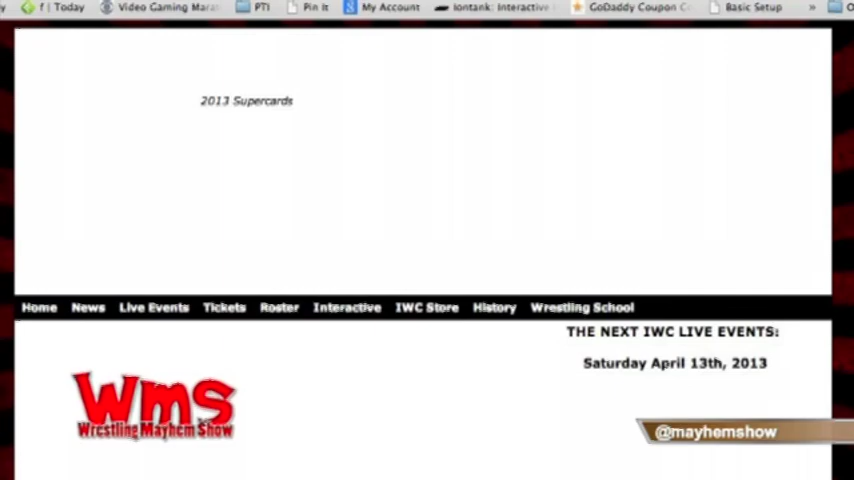 f | Today Video Gaming Mara PTI Pin It My Account Iontank: Interactive GoDaddy Coupon C Basic Setup »
2013 Supercards
Home News Live Events Tickets Roster Interactive IWC Store History Wrestling School
THE NEXT IWC LIVE EVENTS:
Saturday April 13th, 2013
WmS
Wrestling Mayhem Show
@mayhemshow